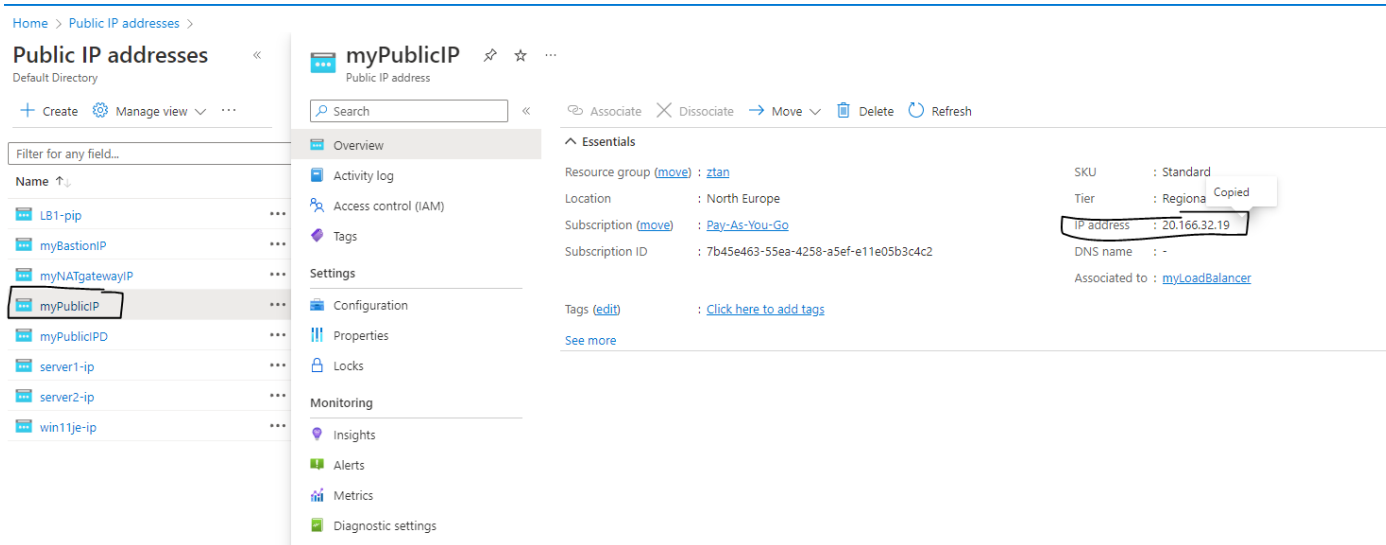 Home > Public IP addresses >
Public IP addresses «
Default Directory
+ Create Manage view ...
Filter for any field...
Name ↑↓
LB1-pip ...
myBastionIP ...
myNATgatewayIP ...
myPublicIP ...
myPublicIPD ...
server1-ip ...
server2-ip ...
win11je-ip ...
myPublicIP ...
Public IP address
Search «
Overview
Activity log
Access control (IAM)
Tags
Settings
Configuration
Properties
Locks
Monitoring
Insights
Alerts
Metrics
Diagnostic settings
Associate Dissociate Move Delete Refresh
Essentials
Resource group (move) : ztan
Location : North Europe
Subscription (move) : Pay-As-You-Go
Subscription ID : 7b45e463-55ea-4258-a5ef-e11e05b3c4c2
SKU : Standard
Copied
Tier : Regiona
IP address : 20.166.32.19
DNS name : -
Associated to : myLoadBalancer
Tags (edit) : Click here to add tags
See more